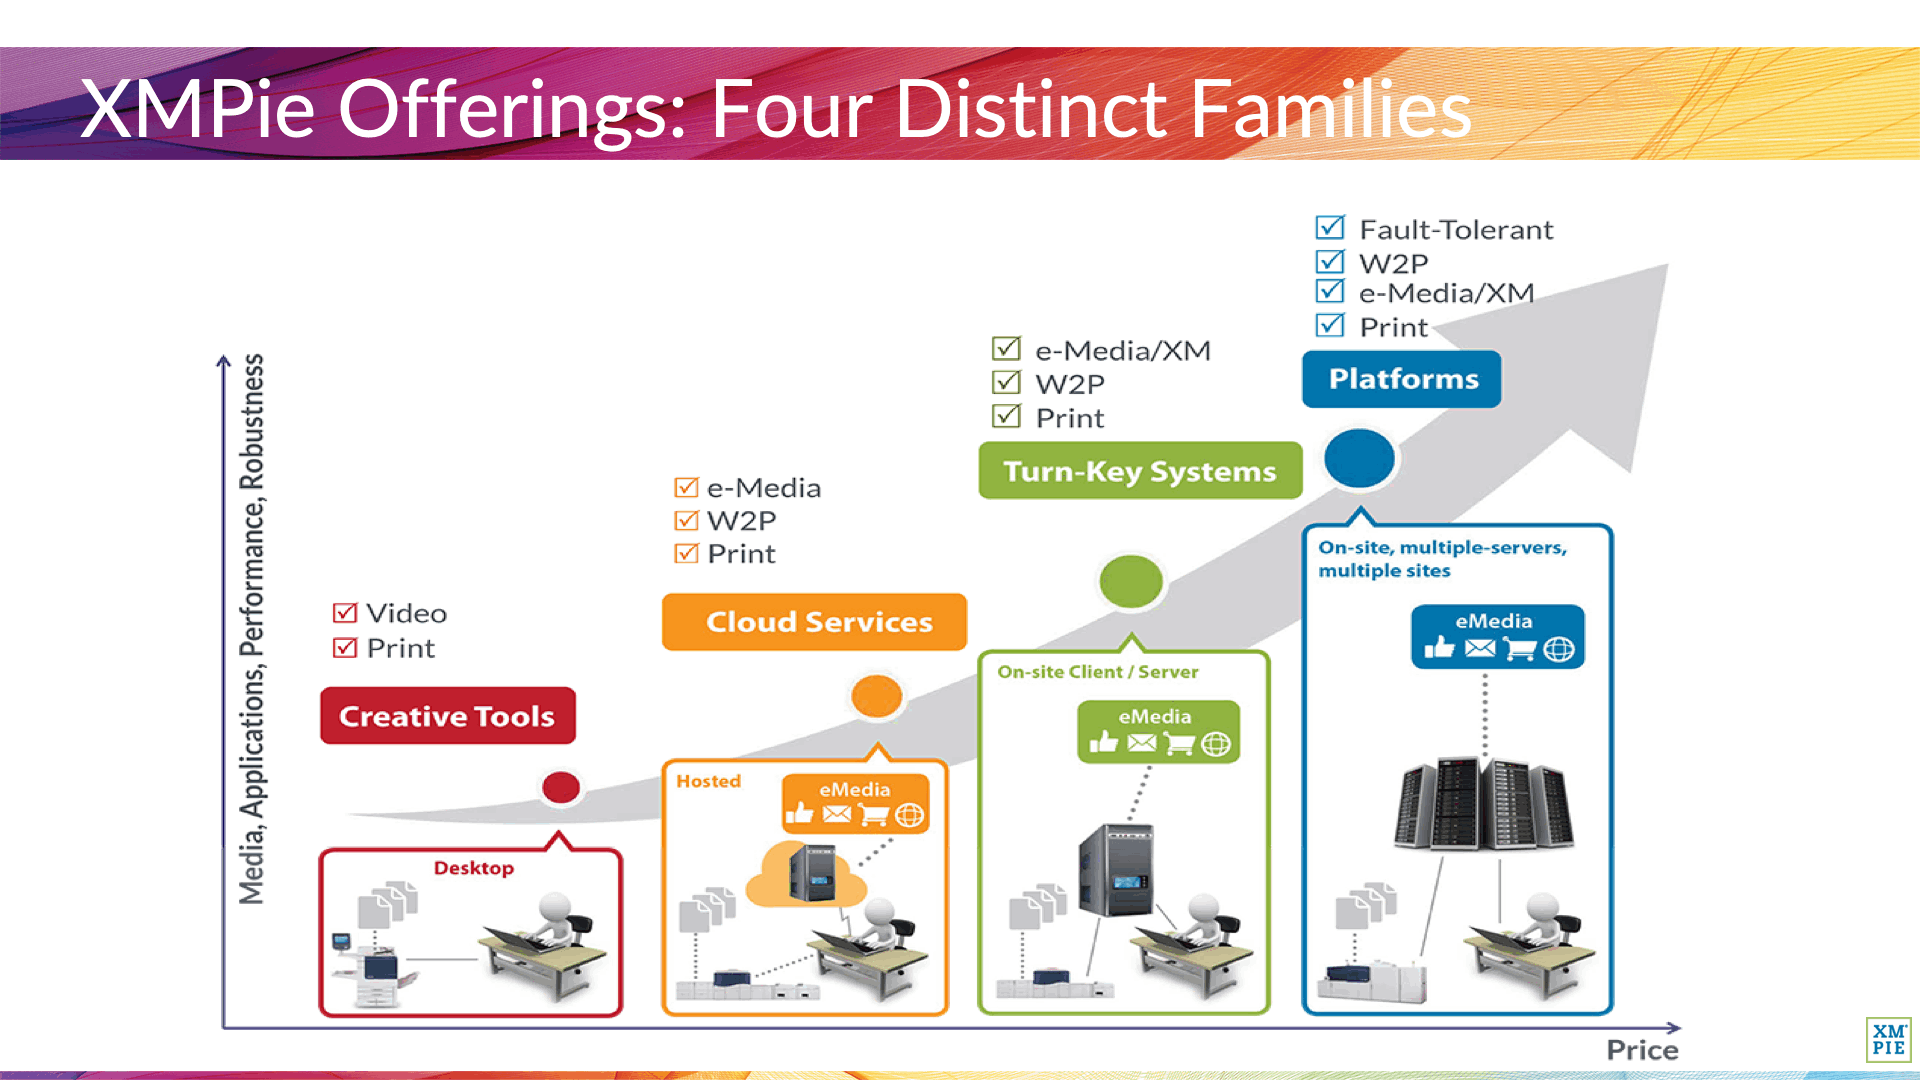 XMPie Offerings: Four Distinct Families
Media, Applications, Performance, Robustness
Video
Print
Creative Tools
Desktop
e-Media
W2P
Print
Cloud Services
Hosted
eMedia
e-Media/XM
W2P
Print
Turn-Key Systems
On-site Client / Server
eMedia
Fault-Tolerant
W2P
e-Media/XM
Print
Platforms
On-site, multiple-servers,
multiple sites
eMedia
Price
XM
PIE